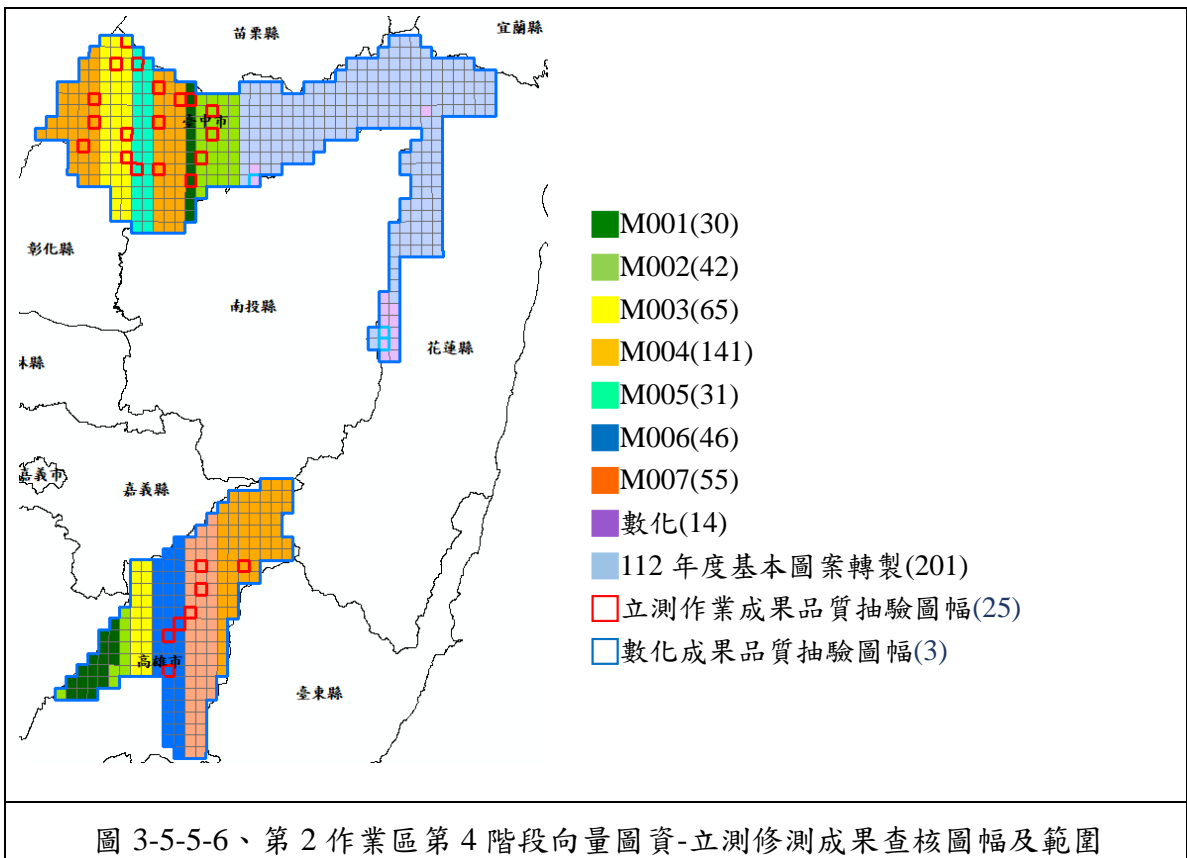 苗栗縣
宜蘭縣
臺中市
彰化縣
南投縣
花蓮縣
林縣
嘉義市
嘉義縣
高雄市
臺東縣
M001(30)
M002(42)
M003(65)
M004(141)
M005(31)
M006(46)
M007(55)
數化(14)
112 年度基本圖案轉製(201)
立測作業成果品質抽驗圖幅(25)
數化成果品質抽驗圖幅(3)
圖 3-5-5-6、第 2 作業區第 4 階段向量圖資-立測修測成果查核圖幅及範圍